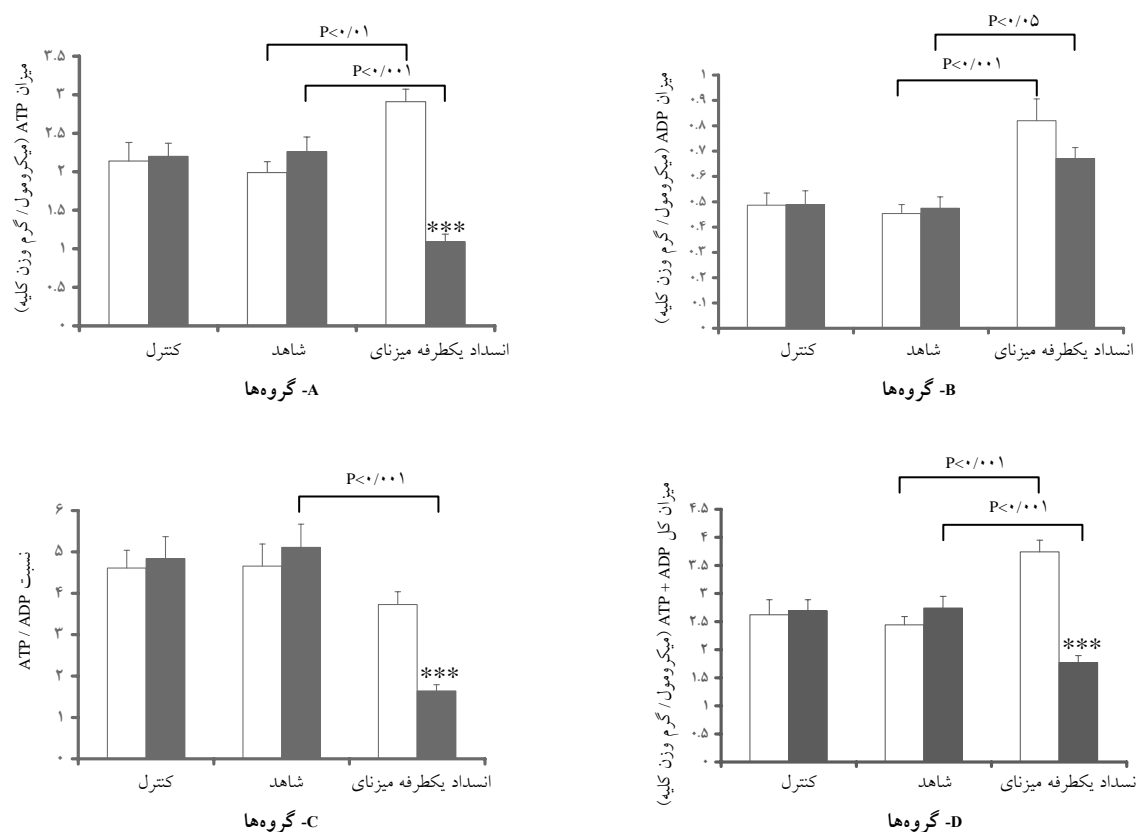 P<۰/۰۱
P<۰/۰۰۱
میزان ATP (میکرومول/ گرم وزن کلیه)
۳.۵
۳
۲.۵
۲
۱.۵
۱
۰.۵
۰
***
کنترل
شاهد
انسداد یکطرفه میزنای
A- گروه‌ها
P<۰/۰۵
P<۰/۰۰۱
میزان ADP (میکرومول/ گرم وزن کلیه)
۱
۰.۹
۰.۸
۰.۷
۰.۶
۰.۵
۰.۴
۰.۳
۰.۲
۰.۱
۰
کنترل
شاهد
انسداد یکطرفه میزنای
B- گروه‌ها
P<۰/۰۰۱
نسبت ATP / ADP
۶
۵
۴
۳
۲
۱
۰
***
کنترل
شاهد
انسداد یکطرفه میزنای
C- گروه‌ها
P<۰/۰۰۱
P<۰/۰۰۱
میزان کل ATP + ADP (میکرومول/ گرم وزن کلیه)
۴.۵
۴
۳.۵
۳
۲.۵
۲
۱.۵
۱
۰.۵
۰
***
کنترل
شاهد
انسداد یکطرفه میزنای
D- گروه‌ها